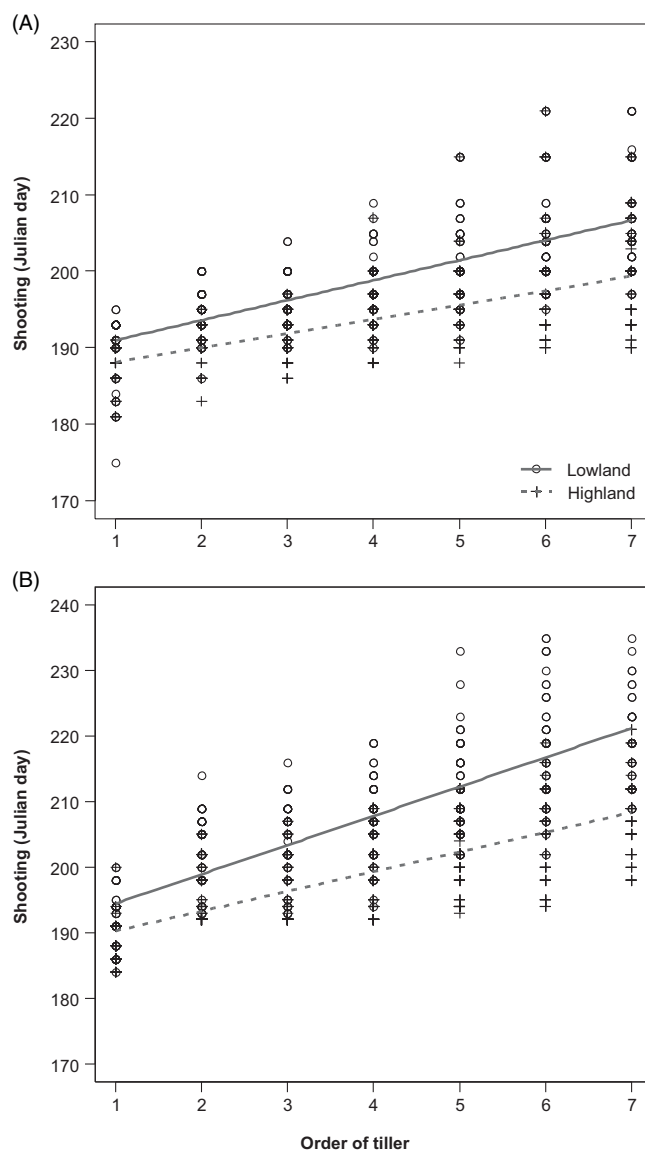 (A)
230
220
210
200
190
180
170
Shooting (Julian day)
Lowland
Highland
1 2 3 4 5 6 7
(B)
240
230
220
210
200
190
180
170
Shooting (Julian day)
1 2 3 4 5 6 7
Order of tiller